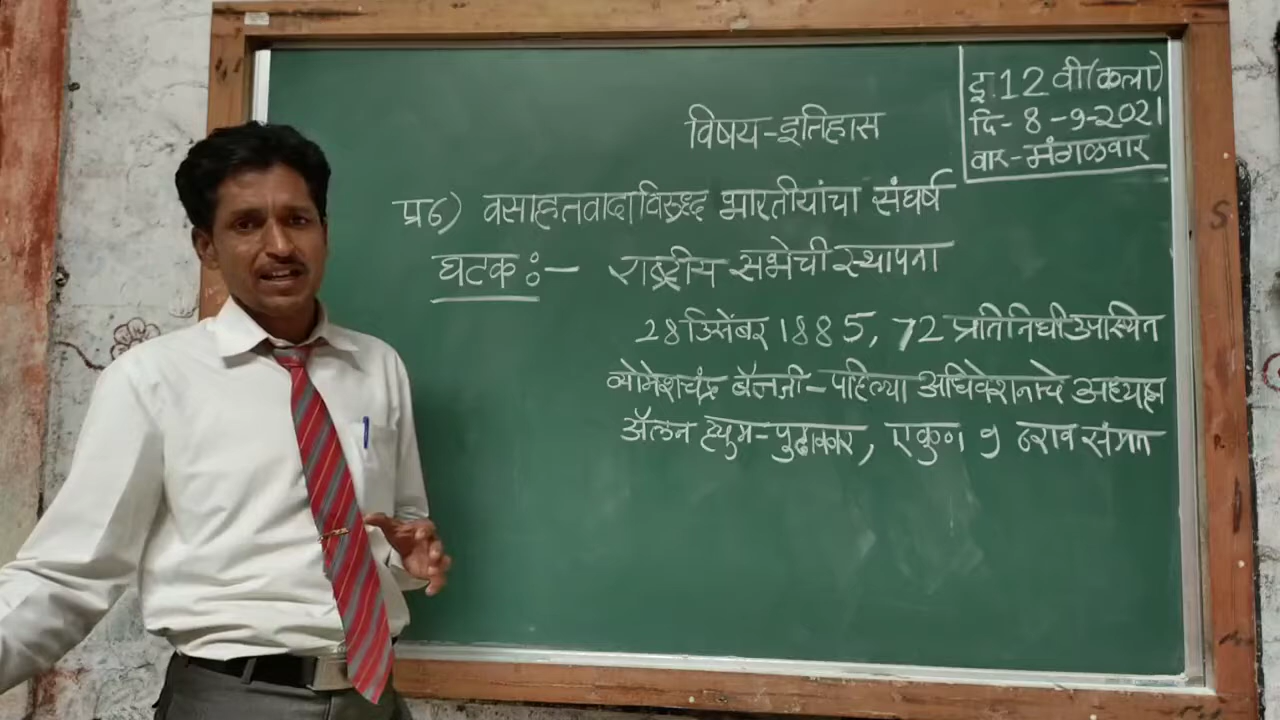 इ.12 वी(कला)
दि-8-9-2021
वार-मंगळवार
विषय-इतिहास
प्र6) वसाहतवादाविरुद्ध भारतीयांचा संघर्ष
घटक :- राष्ट्रीय सभेची स्थापना
28 डिसेंबर 1885, 72 प्रतिनिधी उपस्थित
व्योमेशचंद्र बॅनर्जी-पहिल्या अधिवेशनाचे अध्यक्ष
ॲलन ह्युम-पुढाकार, एकूण 9 ठराव संमत